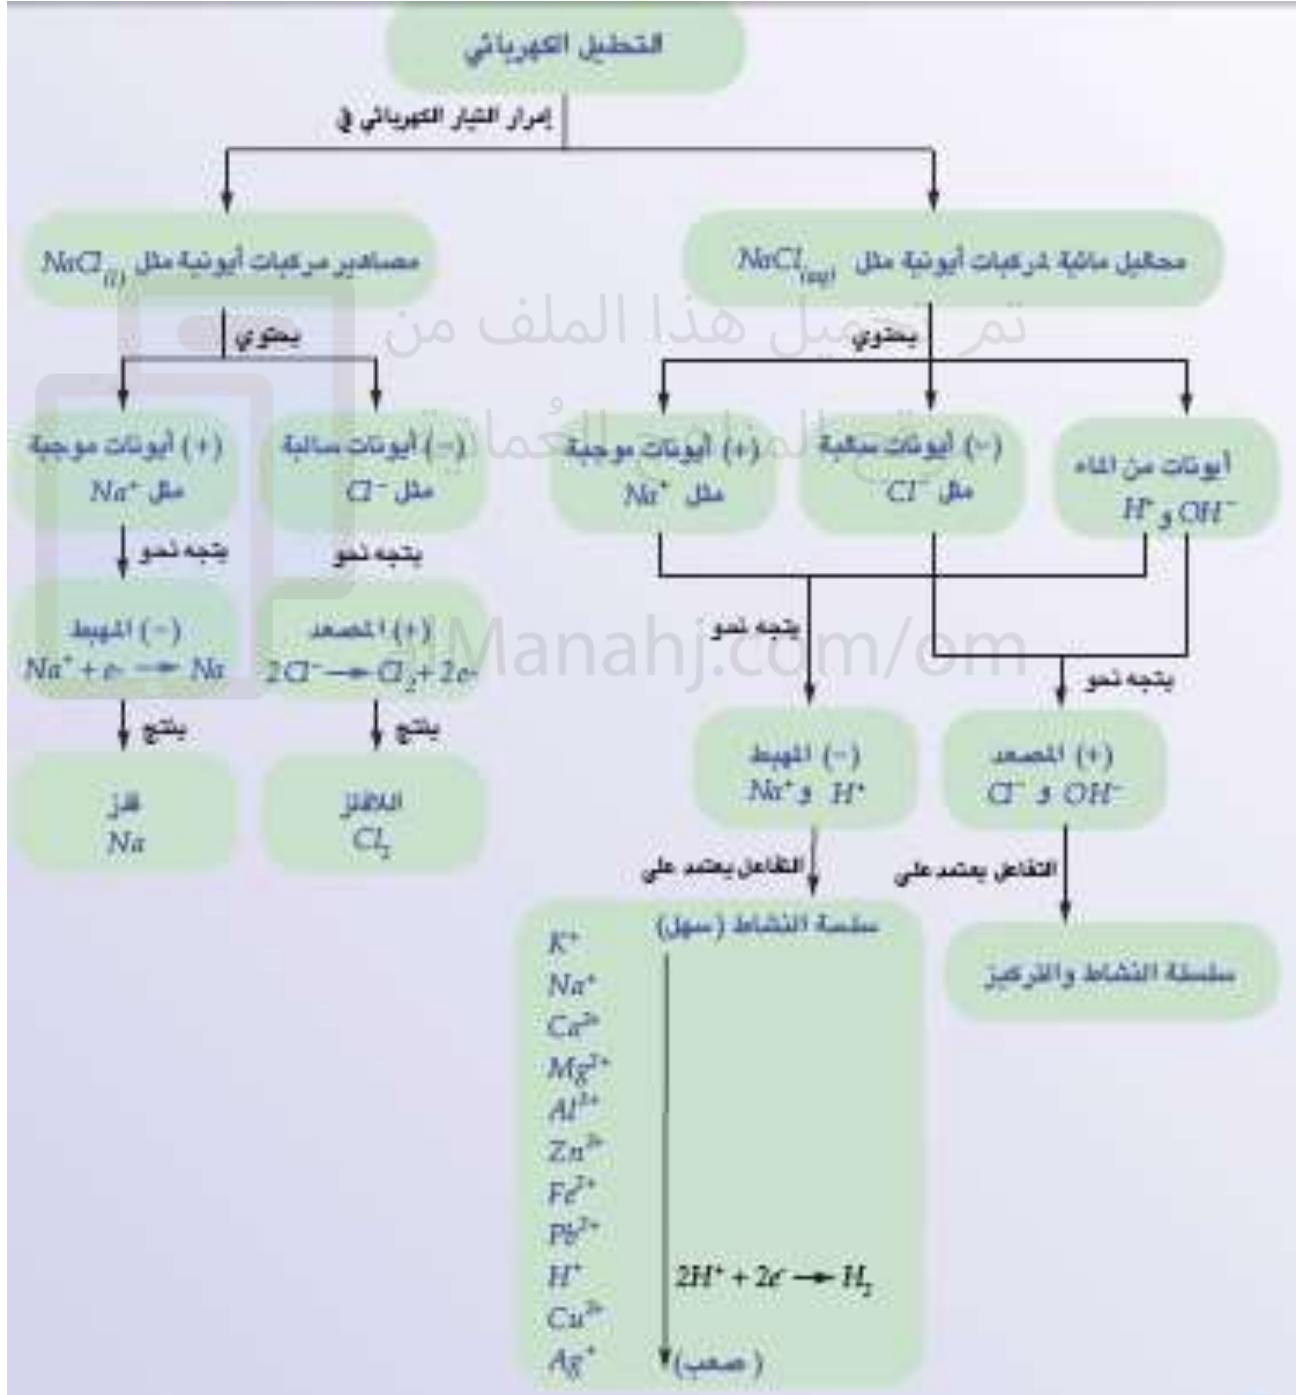 التحليل الكهربائي
إمرار التيار الكهربائي في
محاليل مائية لمركبات أيونية مثل NaCl(aq)
مصاهير مركبات أيونية مثل NaCl(l)
تم تحميل هذا الملف من
موقع المناهج العُمانية
alManahj.com/om
يحتوي
أيونات من الماء
H⁺ و OH⁻
(−) أيونات سالبة
مثل Cl⁻
(+) أيونات موجبة
مثل Na⁺
يتجه نحو
يتجه نحو
(+) المصعد
Cl⁻ و OH⁻
(−) المهبط
Na⁺ و H⁺
التفاعل يعتمد على
التفاعل يعتمد على
سلسلة النشاط والتركيز
سلسة النشاط (سهل)
K⁺
Na⁺
Ca²⁺
Mg²⁺
Al³⁺
Zn²⁺
Fe²⁺
Pb²⁺
H⁺
2H⁺ + 2e⁻ → H₂
Cu²⁺
Ag⁺
(صعب)
يحتوي
(−) أيونات سالبة
مثل Cl⁻
(+) أيونات موجبة
مثل Na⁺
يتجه نحو
يتجه نحو
(+) المصعد
2Cl⁻ → Cl₂ + 2e-
(−) المهبط
Na⁺ + e- → Na
ينتج
ينتج
اللافلز
Cl₂
فلز
Na